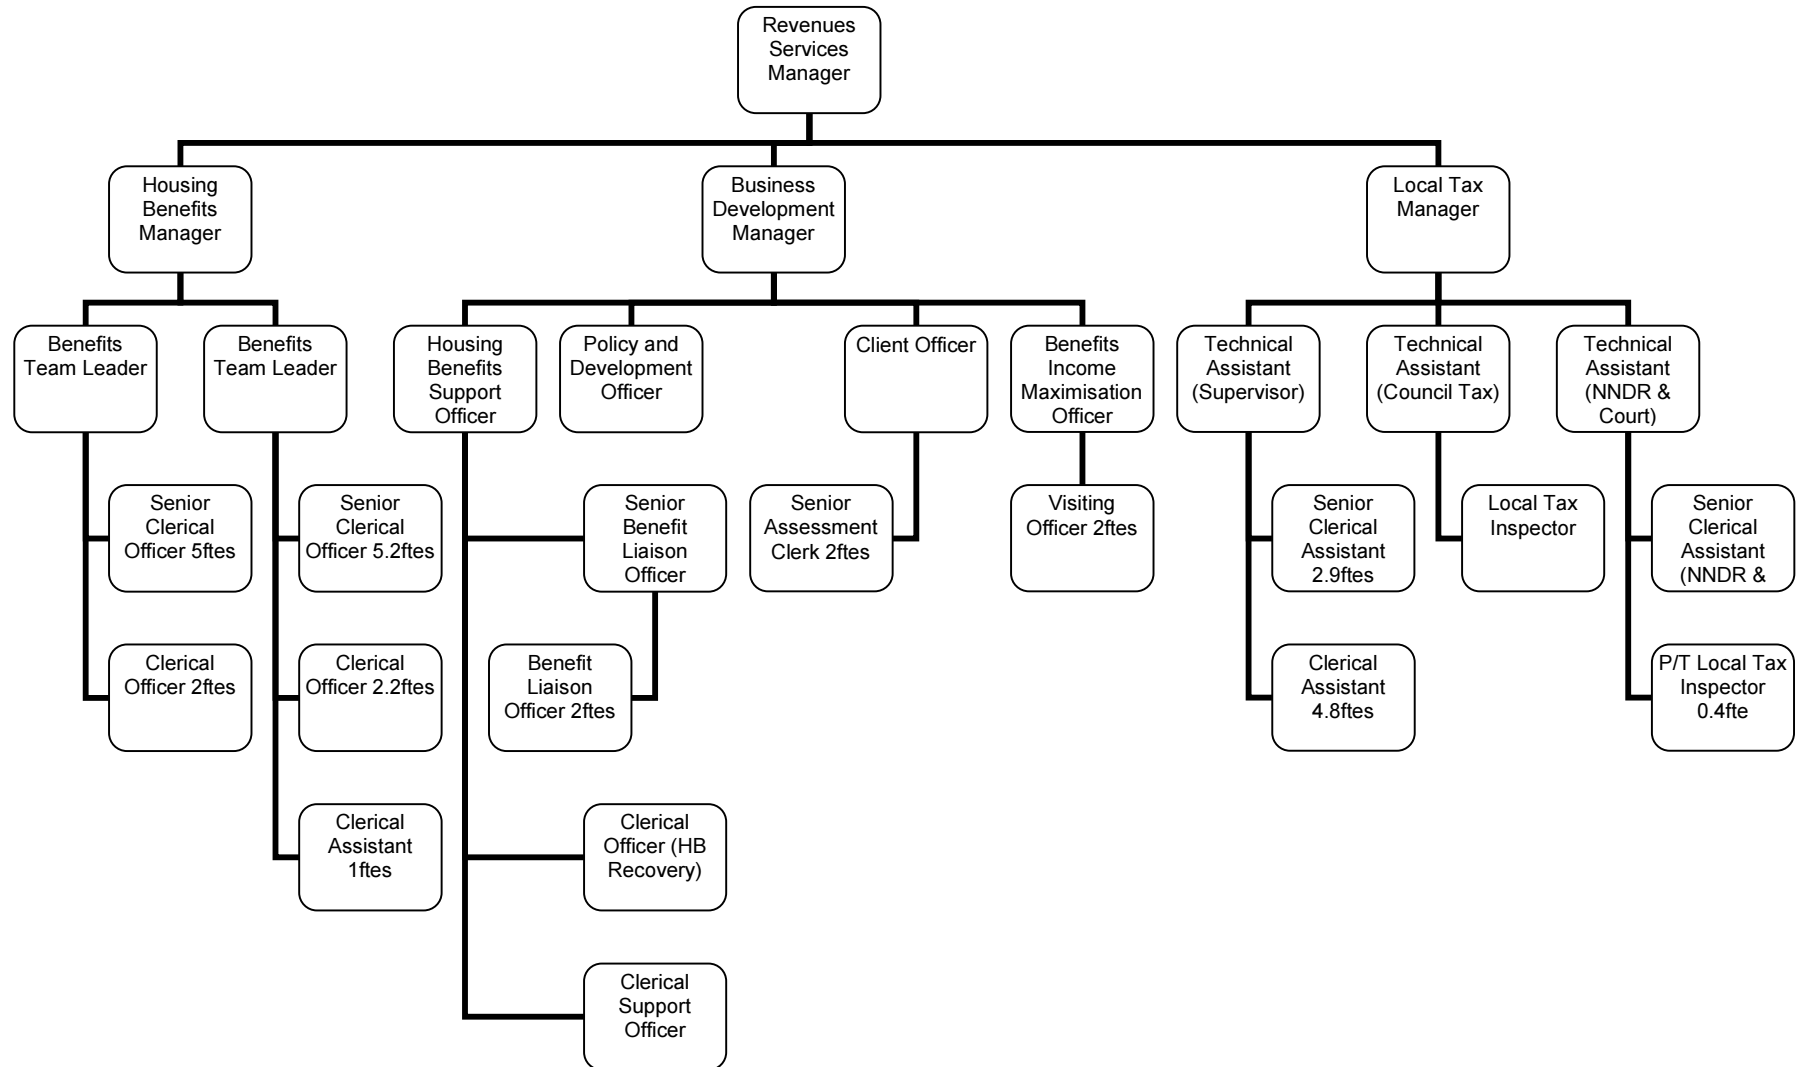 Revenues
Services
Manager
Housing
Benefits
Manager
Business
Development
Manager
Local Tax
Manager
Benefits
Team Leader
Benefits
Team Leader
Housing
Benefits
Support
Officer
Policy and
Development
Officer
Client Officer
Benefits
Income
Maximisation
Officer
Technical
Assistant
(Supervisor)
Technical
Assistant
(Council Tax)
Technical
Assistant
(NNDR &
Court)
Senior
Clerical
Officer 5ftes
Senior
Clerical
Officer 5.2ftes
Senior
Benefit
Liaison
Officer
Senior
Assessment
Clerk 2ftes
Visiting
Officer 2ftes
Senior
Clerical
Assistant
2.9ftes
Local Tax
Inspector
Senior
Clerical
Assistant
(NNDR &
Clerical
Officer 2ftes
Clerical
Officer 2.2ftes
Benefit
Liaison
Officer 2ftes
Clerical
Assistant
4.8ftes
P/T Local Tax
Inspector
0.4fte
Clerical
Assistant
1ftes
Clerical
Officer (HB
Recovery)
Clerical
Support
Officer